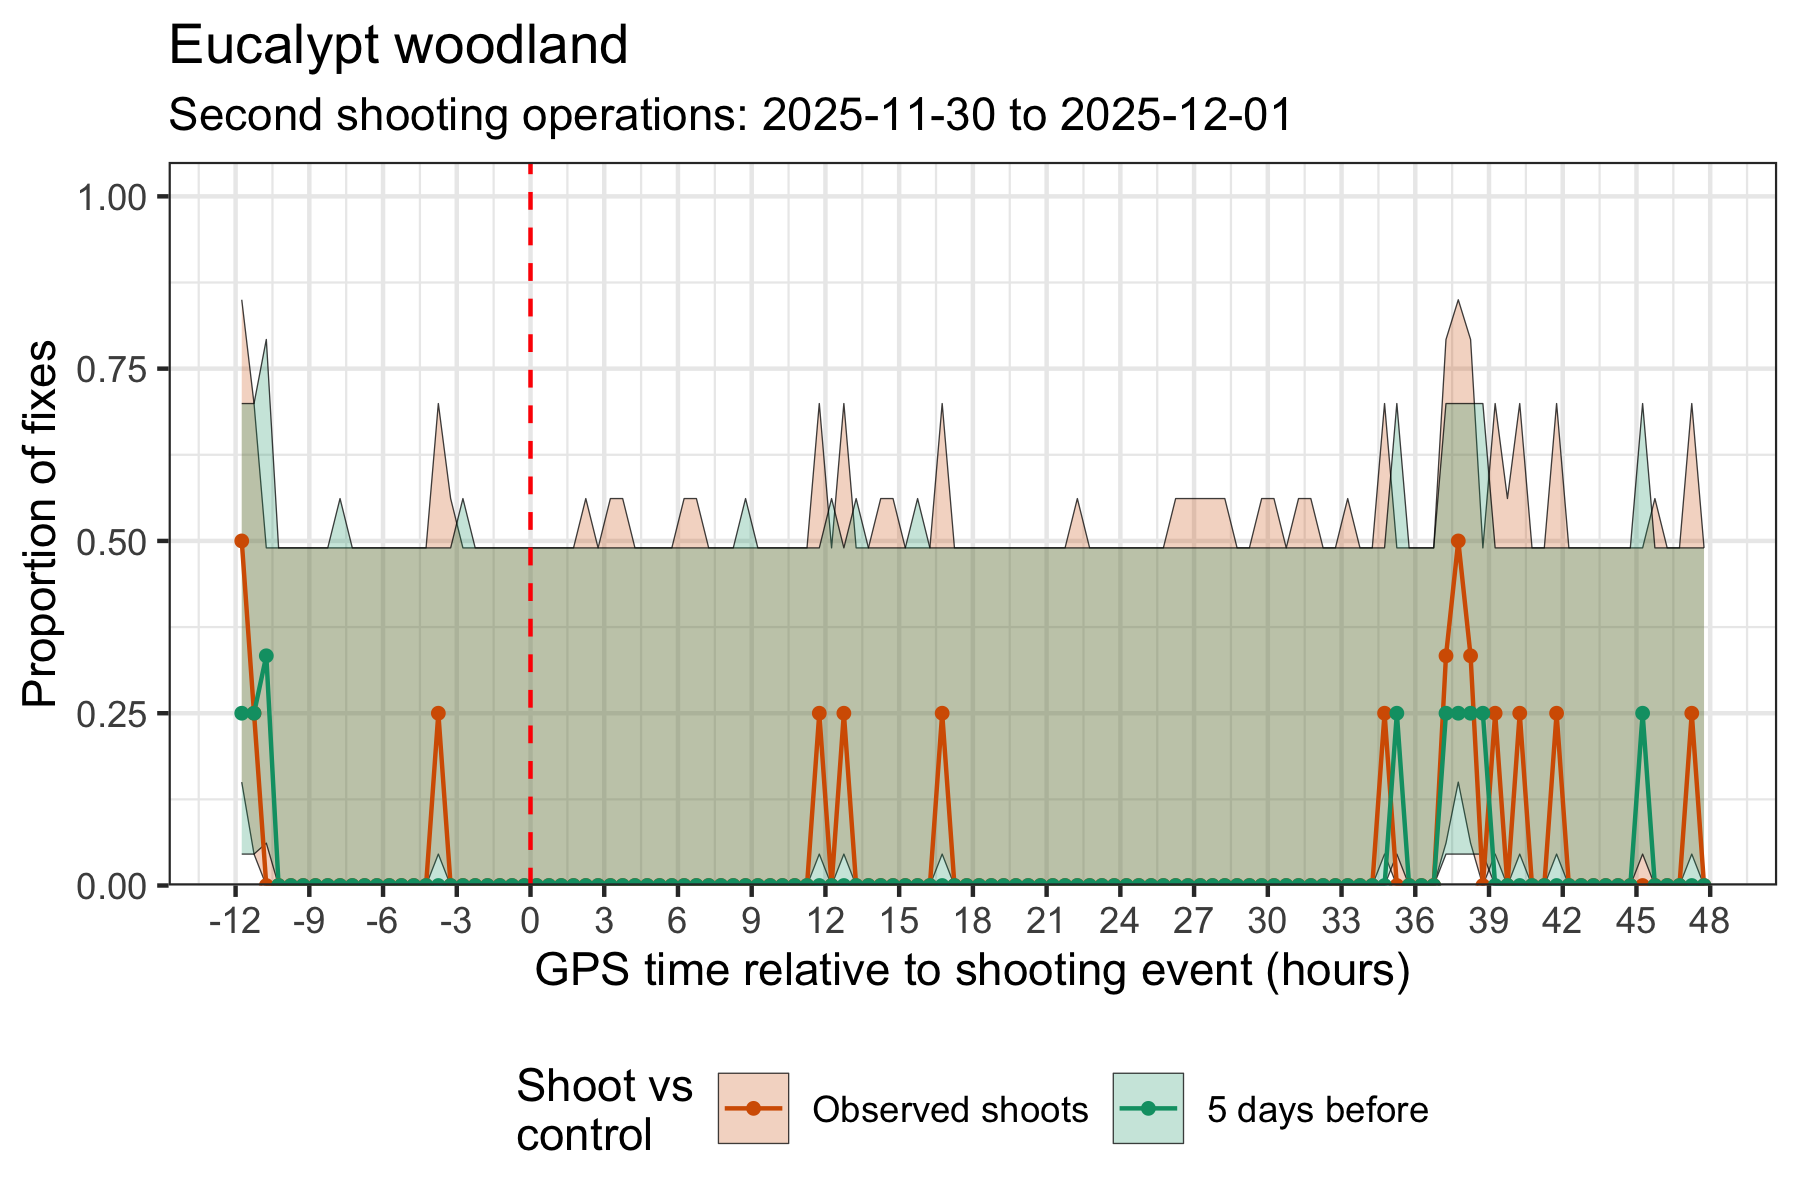 Eucalypt woodland
Second shooting operations: 2025-11-30 to 2025-12-01
Proportion of fixes
1.00
0.75
0.50
0.25
0.00
-12 -9 -6 -3 0 3 6 9 12 15 18 21 24 27 30 33 36 39 42 45 48
GPS time relative to shooting event (hours)
Shoot vs
control
Observed shoots
5 days before